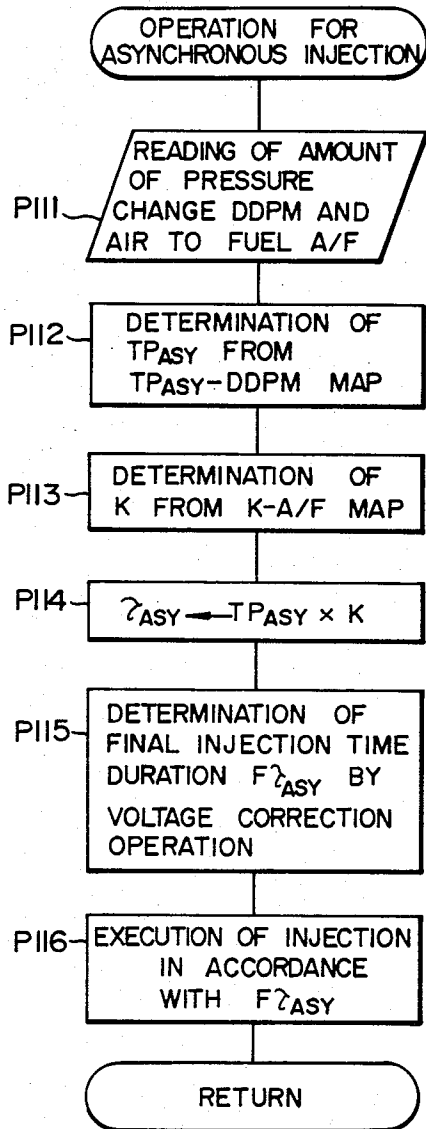 OPERATION FOR
ASYNCHRONOUS INJECTION
READING OF AMOUNT
OF PRESSURE
CHANGE DDPM AND
AIR TO FUEL A/F
P111
DETERMINATION OF
TPASY FROM
TPASY-DDPM MAP
P112
DETERMINATION OF
K FROM K-A/F MAP
P113
P114
τASY ← TPASY × K
DETERMINATION OF
FINAL INJECTION TIME
DURATION FτASY BY
VOLTAGE CORRECTION
OPERATION
P115
EXECUTION OF INJECTION
IN ACCORDANCE
WITH FτASY
P116
RETURN